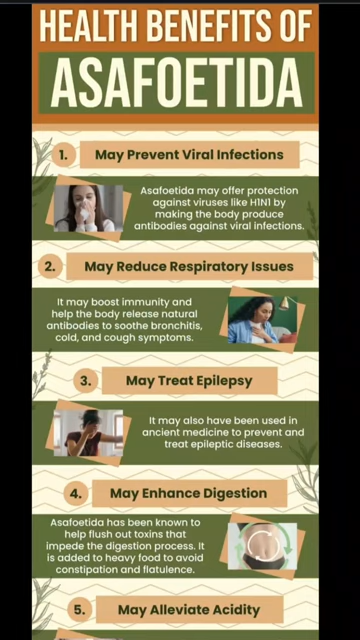 HEALTH BENEFITS OF
ASAFOETIDA
1.
May Prevent Viral Infections
Asafoetida may offer protection
against viruses like H1N1 by
making the body produce
antibodies against viral infections.
2.
May Reduce Respiratory Issues
It may boost immunity and
help the body release natural
antibodies to soothe bronchitis,
cold, and cough symptoms.
3.
May Treat Epilepsy
It may also have been used in
ancient medicine to prevent and
treat epileptic diseases.
4.
May Enhance Digestion
Asafoetida has been known to
help flush out toxins that
impede the digestion process. It
is added to heavy food to avoid
constipation and flatulence.
5.
May Alleviate Acidity